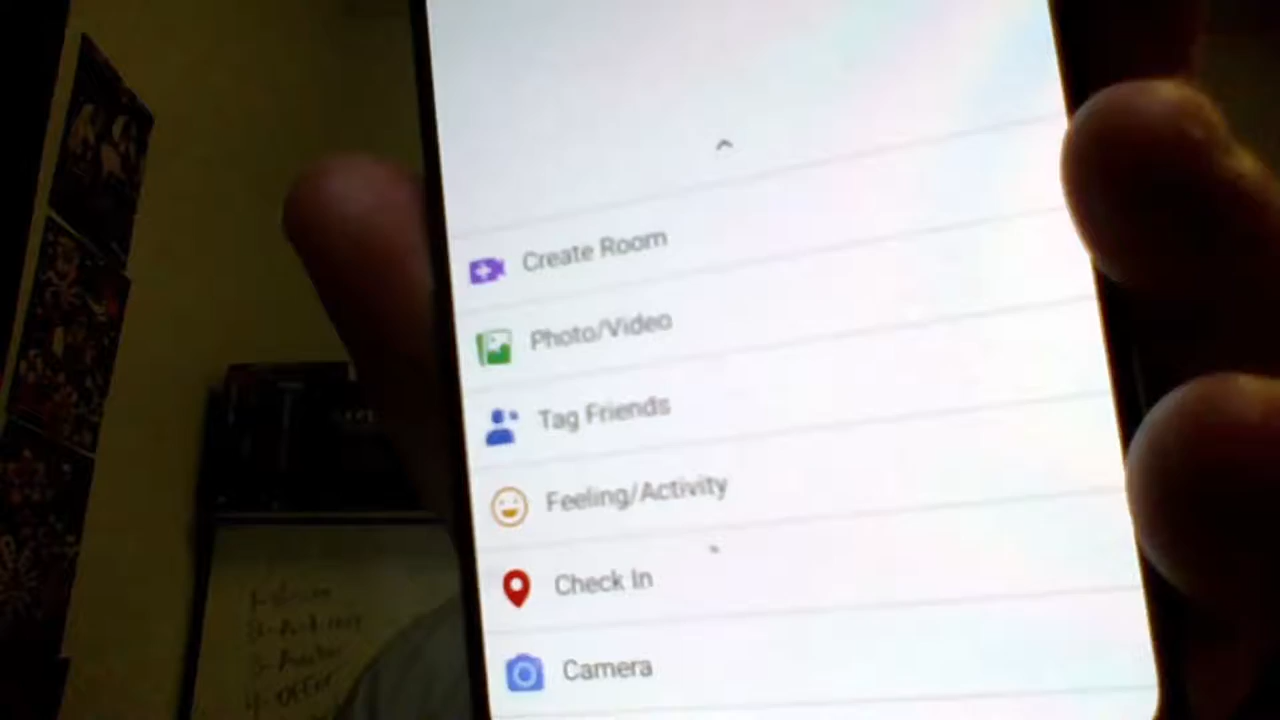 Create Room
Photo/Video
Tag Friends
Feeling/Activity
Check In
Camera